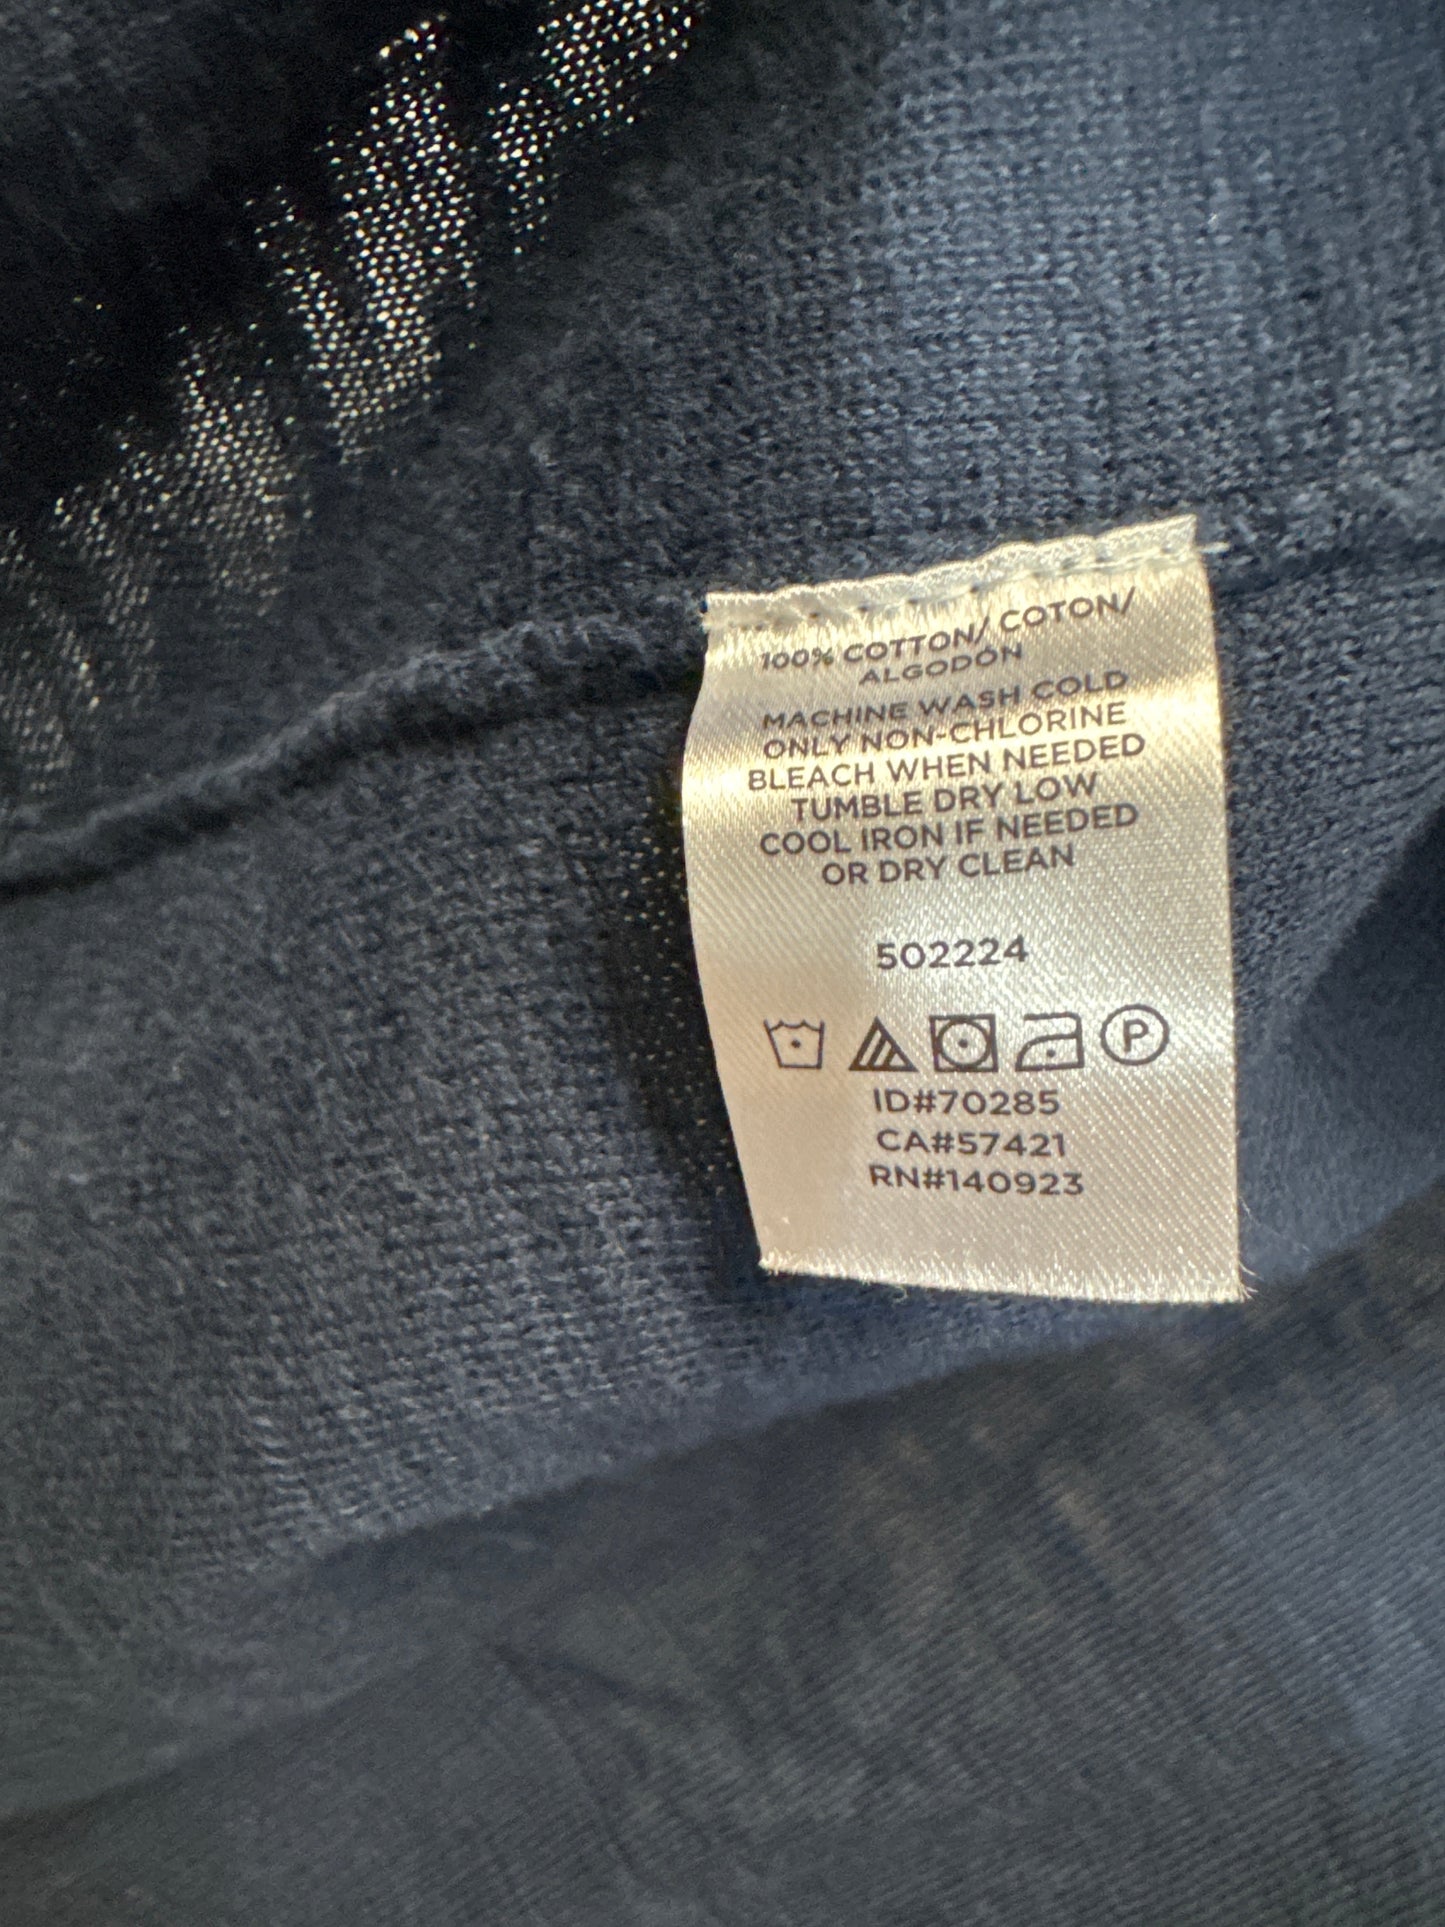 100% COTTON/ COTON/
ALGODÓN
MACHINE WASH COLD
ONLY NON-CHLORINE
BLEACH WHEN NEEDED
TUMBLE DRY LOW
COOL IRON IF NEEDED
OR DRY CLEAN
502224
P
ID#70285
CA#57421
RN#140923